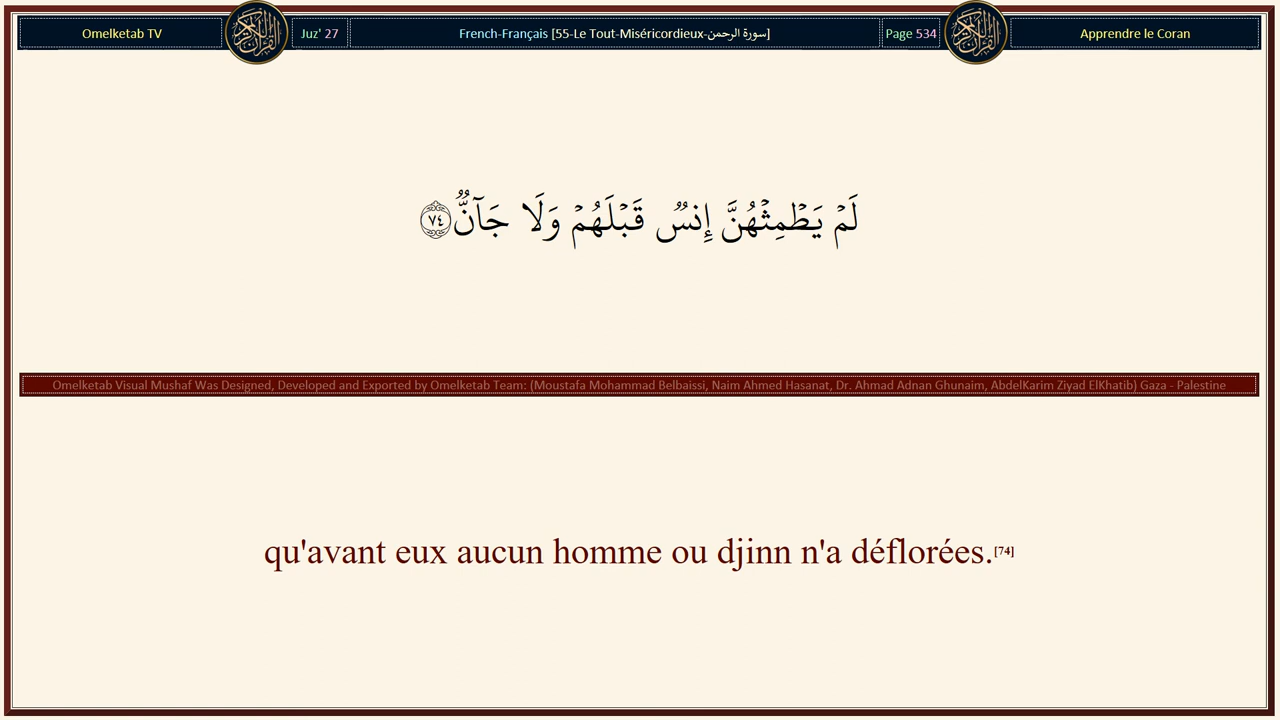 Omelketab TV
Juz' 27
French-Français [55-Le Tout-Miséricordieux-سورة الرحمن]
Page 534
Apprendre le Coran
لَمۡ يَطۡمِثۡهُنَّ إِنسٞ قَبۡلَهُمۡ وَلَا جَآنّٞ ٧٤
Omelketab Visual Mushaf Was Designed, Developed and Exported by Omelketab Team: (Moustafa Mohammad Belbaissi, Naim Ahmed Hasanat, Dr. Ahmad Adnan Ghunaim, AbdelKarim Ziyad ElKhatib) Gaza - Palestine
qu'avant eux aucun homme ou djinn n'a déflorées.[74]